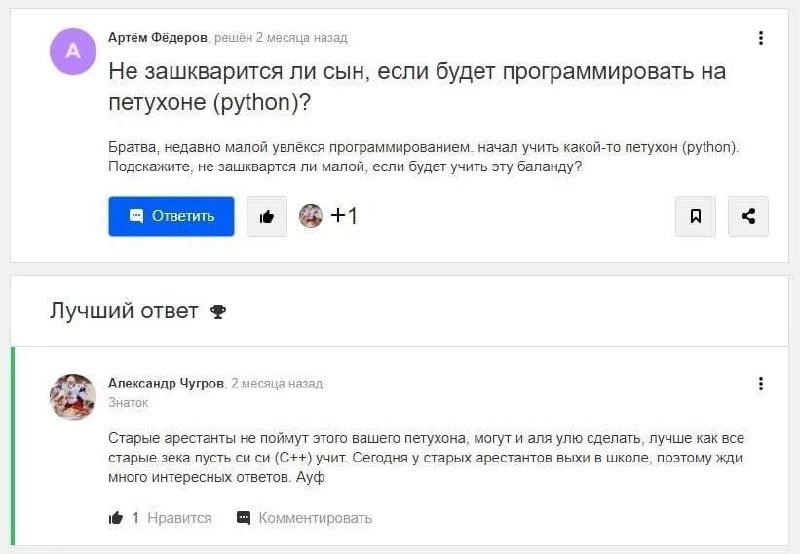 А
Артём Фёдеров, решён 2 месяца назад
Не зашкварится ли сын, если будет программировать на
петухоне (python)?
Братва, недавно малой увлёкся программированием. начал учить какой-то петухон (python).
Подскажите, не зашквартся ли малой, если будет учить эту баланду?
Ответить +1
Лучший ответ
Александр Чугров, 2 месяца назад
Знаток
Старые арестанты не поймут этого вашего петухона, могут и аля улю сделать, лучше как все
старые зека пусть си си (С++) учит. Сегодня у старых арестантов выхи в школе, поэтому жди
много интересных ответов. Ауф
1 Нравится Комментировать